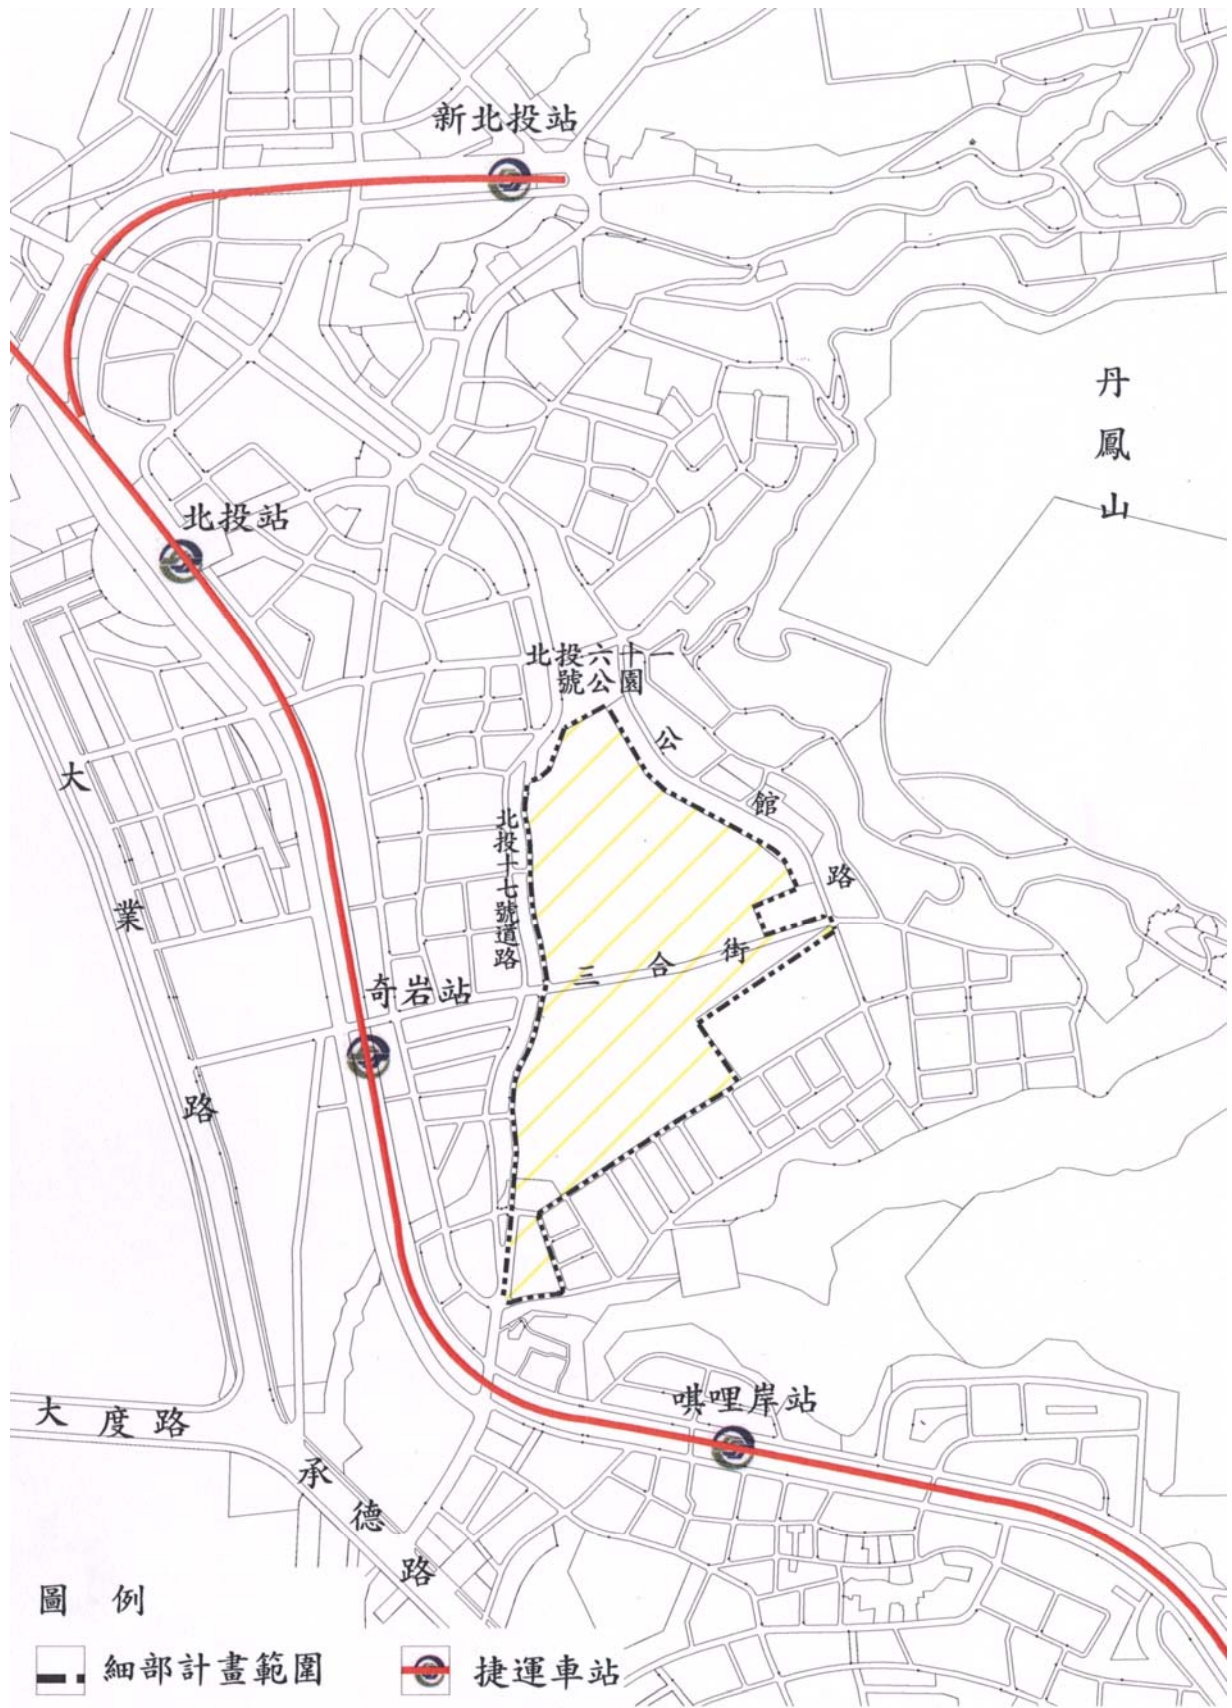 新北投站
丹鳳山
北投站
北投六十一
號公園
公館路
大業路
北投十七號道路
三合街
奇岩站
唭哩岸站
大度路
承德路
圖例
細部計畫範圍
捷運車站